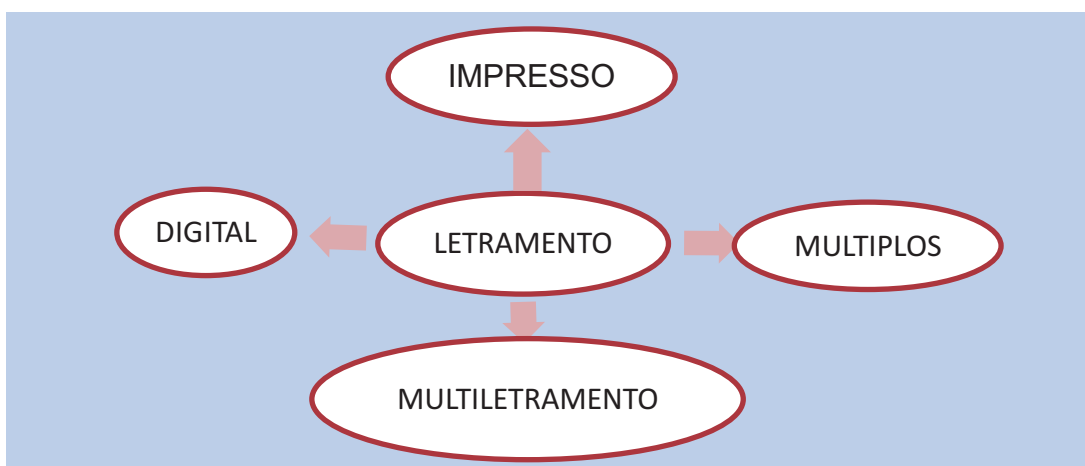 IMPRESSO
DIGITAL
LETRAMENTO
MULTIPLOS
MULTILETRAMENTO